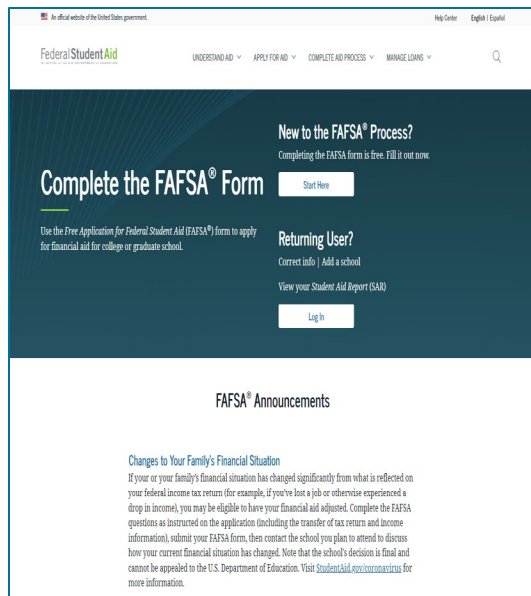 An official website of the United States government.
Help Center
English | Español
Federal Student Aid
UNDERSTAND AID
APPLY FOR AID
COMPLETE AID PROCESS
MANAGE LOANS
Complete the FAFSA® Form
Use the Free Application for Federal Student Aid (FAFSA®) form to apply
for financial aid for college or graduate school.
New to the FAFSA® Process?
Completing the FAFSA form is free. Fill it out now.
Start Here
Returning User?
Correct info | Add a school
View your Student Aid Report (SAR)
Log In
FAFSA® Announcements
Changes to Your Family's Financial Situation
If your or your family's financial situation has changed significantly from what is reflected on
your federal income tax return (for example, if you've lost a job or otherwise experienced a
drop in income), you may be eligible to have your financial aid adjusted. Complete the FAFSA
questions as instructed on the application (including the transfer of tax return and income
information), submit your FAFSA form, then contact the school you plan to attend to discuss
how your current financial situation has changed. Note that the school's decision is final and
cannot be appealed to the U.S. Department of Education. Visit StudentAid.gov/coronavirus for
more information.